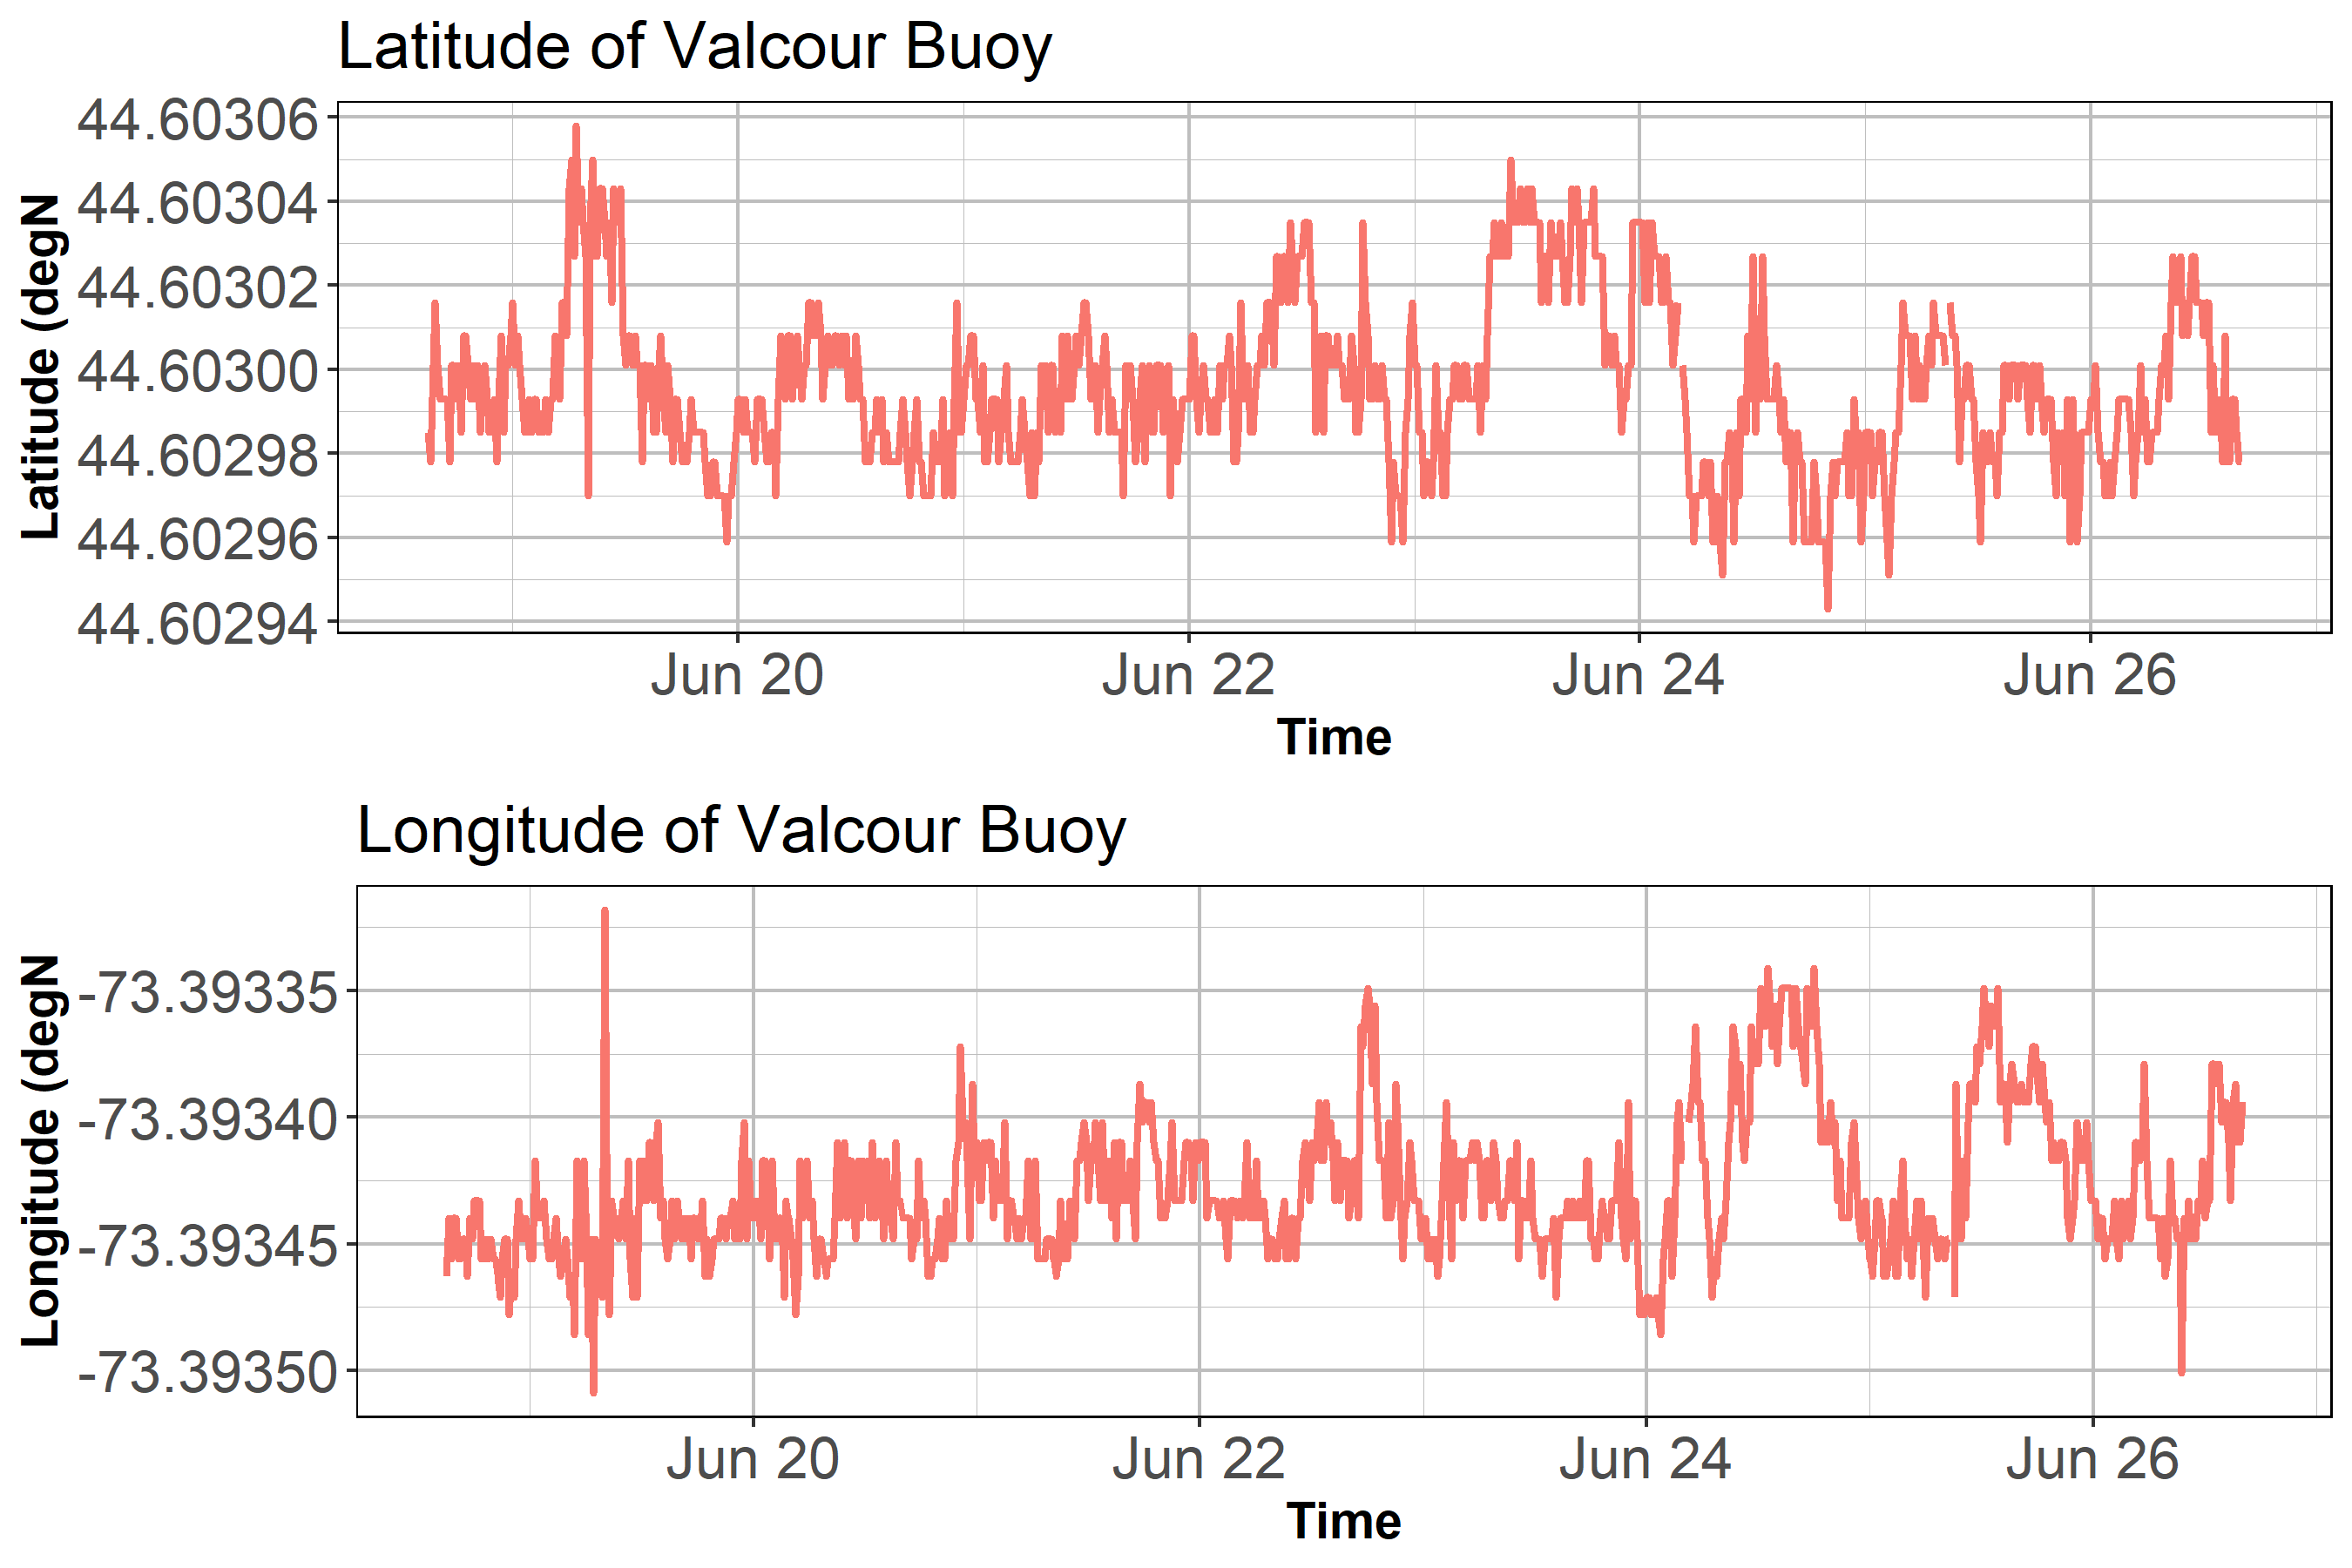 Latitude of Valcour Buoy
Latitude (degN
44.60306
44.60304
44.60302
44.60300
44.60298
44.60296
44.60294
Jun 20
Jun 22
Jun 24
Jun 26
Time
Longitude of Valcour Buoy
Longitude (degN
-73.39335
-73.39340
-73.39345
-73.39350
Jun 20
Jun 22
Jun 24
Jun 26
Time